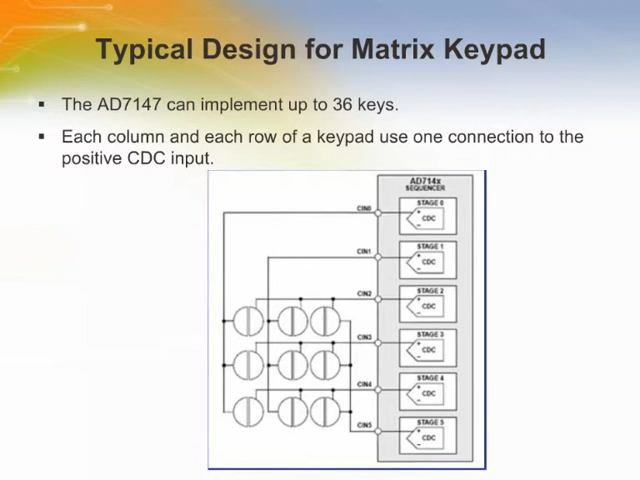 Typical Design for Matrix Keypad
▪ The AD7147 can implement up to 36 keys.
▪ Each column and each row of a keypad use one connection to the
positive CDC input.
AD714x
SEQUENCER
STAGE 0
CIN0
+
CDC
−
STAGE 1
CIN1
+
CDC
−
STAGE 2
CIN2
+
CDC
−
STAGE 3
CIN3
+
CDC
−
STAGE 4
CIN4
+
CDC
−
STAGE 5
CIN5
+
CDC
−